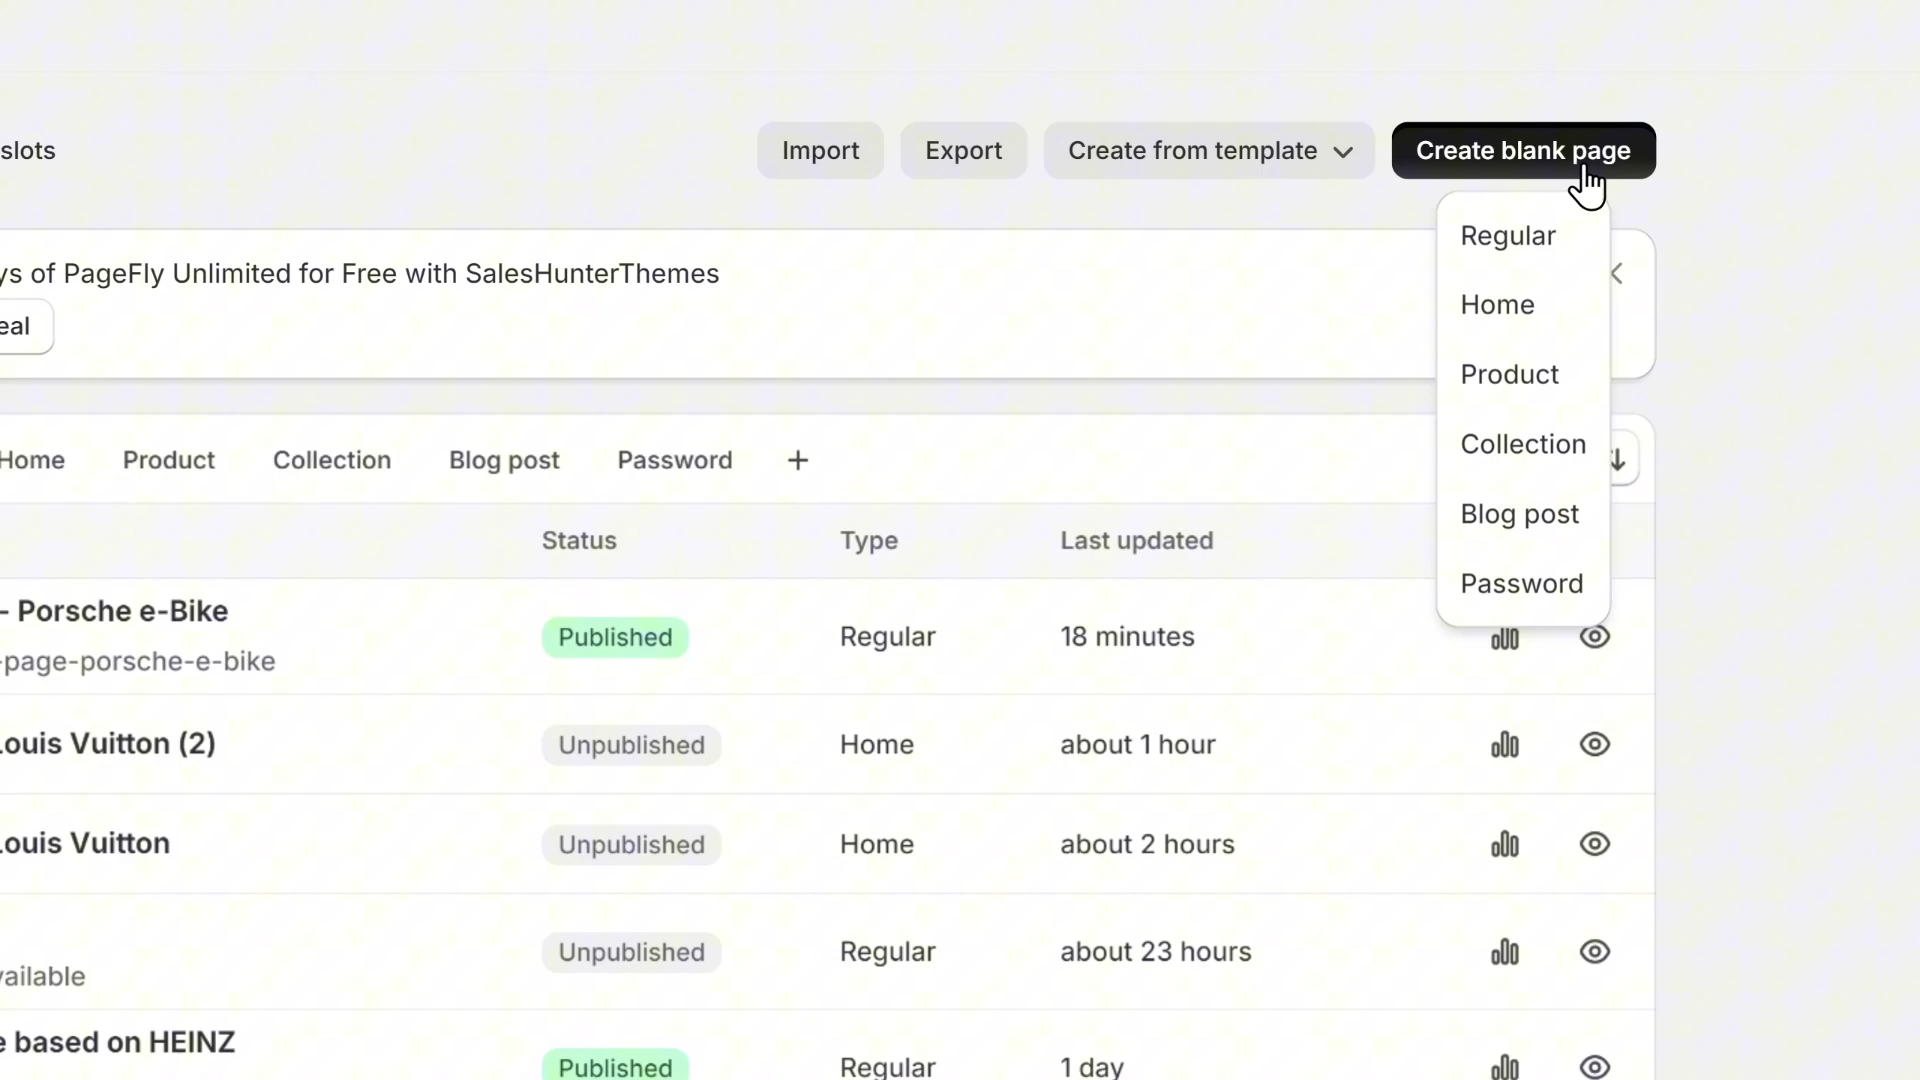 slots
Import
Export
Create from template
Create blank page
Regular
Home
Product
Collection
Blog post
Password
ys of PageFly Unlimited for Free with SalesHunterThemes
eal
Home
Product
Collection
Blog post
Password
+
Status
Type
Last updated
- Porsche e-Bike
-page-porsche-e-bike
Published
Regular
18 minutes
Louis Vuitton (2)
Unpublished
Home
about 1 hour
Louis Vuitton
Unpublished
Home
about 2 hours
vailable
Unpublished
Regular
about 23 hours
e based on HEINZ
Published
Regular
1 day